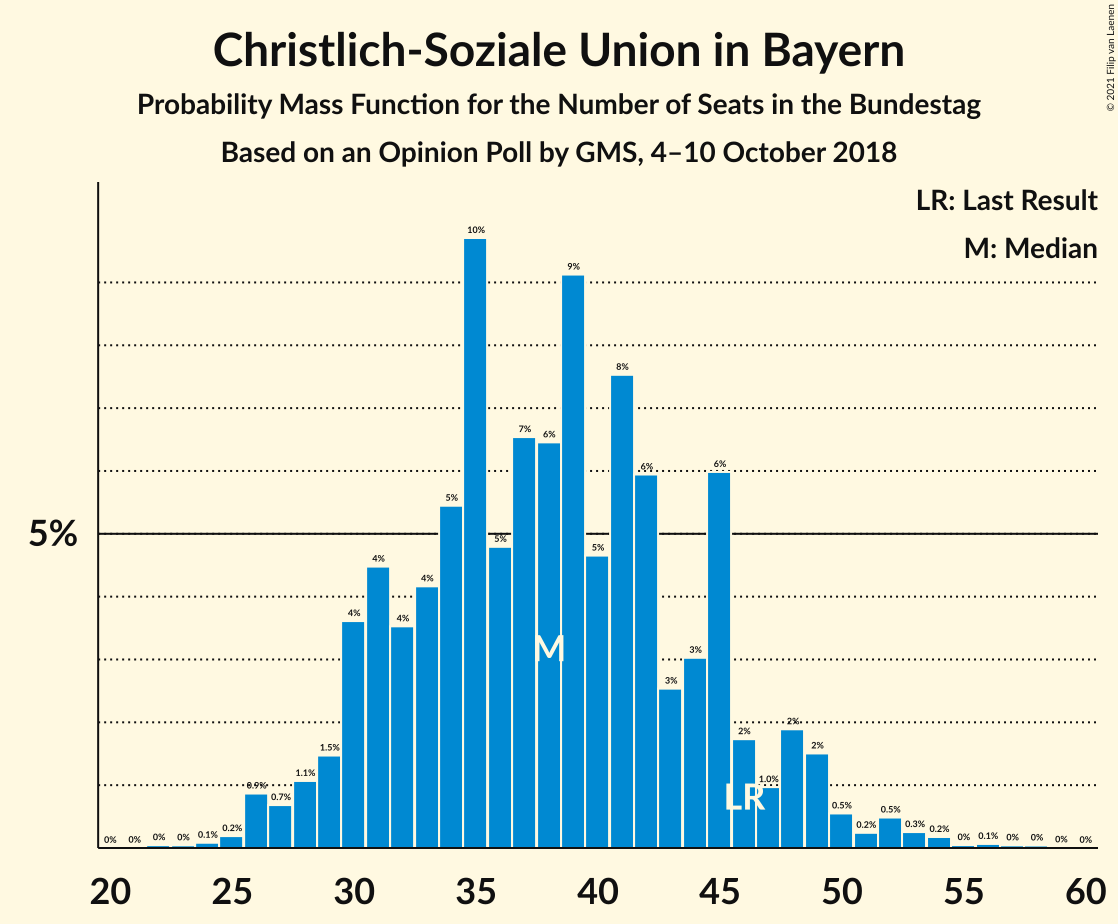 Christlich-Soziale Union in Bayern
Probability Mass Function for the Number of Seats in the Bundestag
Based on an Opinion Poll by GMS, 4–10 October 2018
© 2021 Filip van Laenen
LR: Last Result
M: Median
5%
0% 0% 0% 0% 0.1% 0.2% 0.9% 0.7% 1.1% 1.5% 4% 4% 4% 4% 5% 10% 5% 7% 6% 9% 5% 8% 6% 3% 3% 6% 2% 1.0% 2% 2% 0.5% 0.2% 0.5% 0.3% 0.2% 0% 0.1% 0% 0% 0% 0%
M
LR
20 25 30 35 40 45 50 55 60